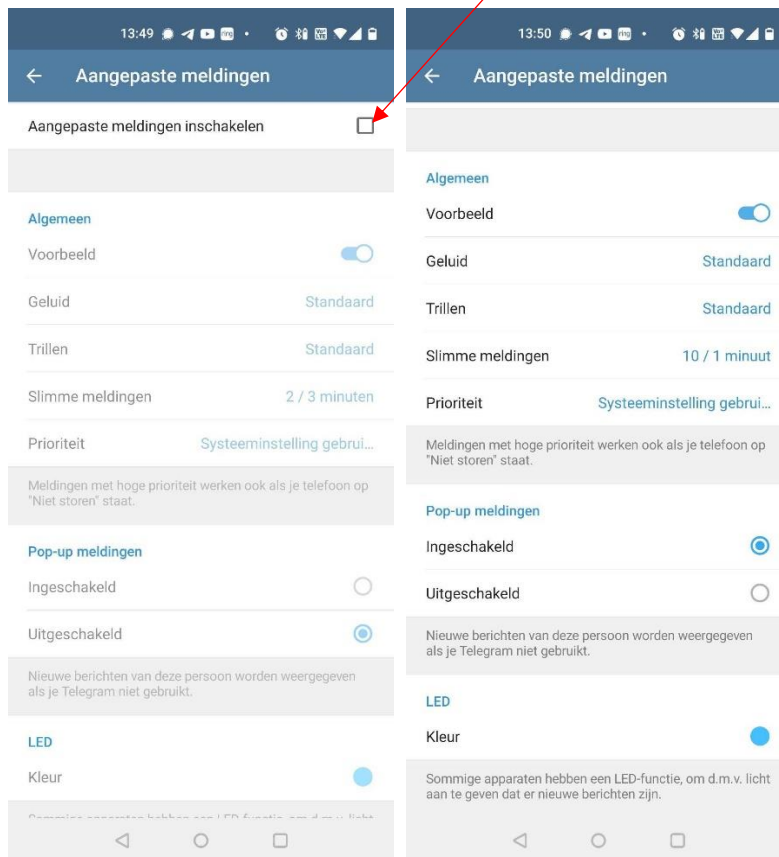 13:49
Aangepaste meldingen
Aangepaste meldingen inschakelen
Algemeen
Voorbeeld
Geluid Standaard
Trillen Standaard
Slimme meldingen 2 / 3 minuten
Prioriteit Systeeminstelling gebrui...
Meldingen met hoge prioriteit werken ook als je telefoon op
"Niet storen" staat.
Pop-up meldingen
Ingeschakeld
Uitgeschakeld
Nieuwe berichten van deze persoon worden weergegeven
als je Telegram niet gebruikt.
LED
Kleur
13:50
Aangepaste meldingen
Algemeen
Voorbeeld
Geluid Standaard
Trillen Standaard
Slimme meldingen 10 / 1 minuut
Prioriteit Systeeminstelling gebrui...
Meldingen met hoge prioriteit werken ook als je telefoon op
"Niet storen" staat.
Pop-up meldingen
Ingeschakeld
Uitgeschakeld
Nieuwe berichten van deze persoon worden weergegeven
als je Telegram niet gebruikt.
LED
Kleur
Sommige apparaten hebben een LED-functie, om d.m.v. licht
aan te geven dat er nieuwe berichten zijn.